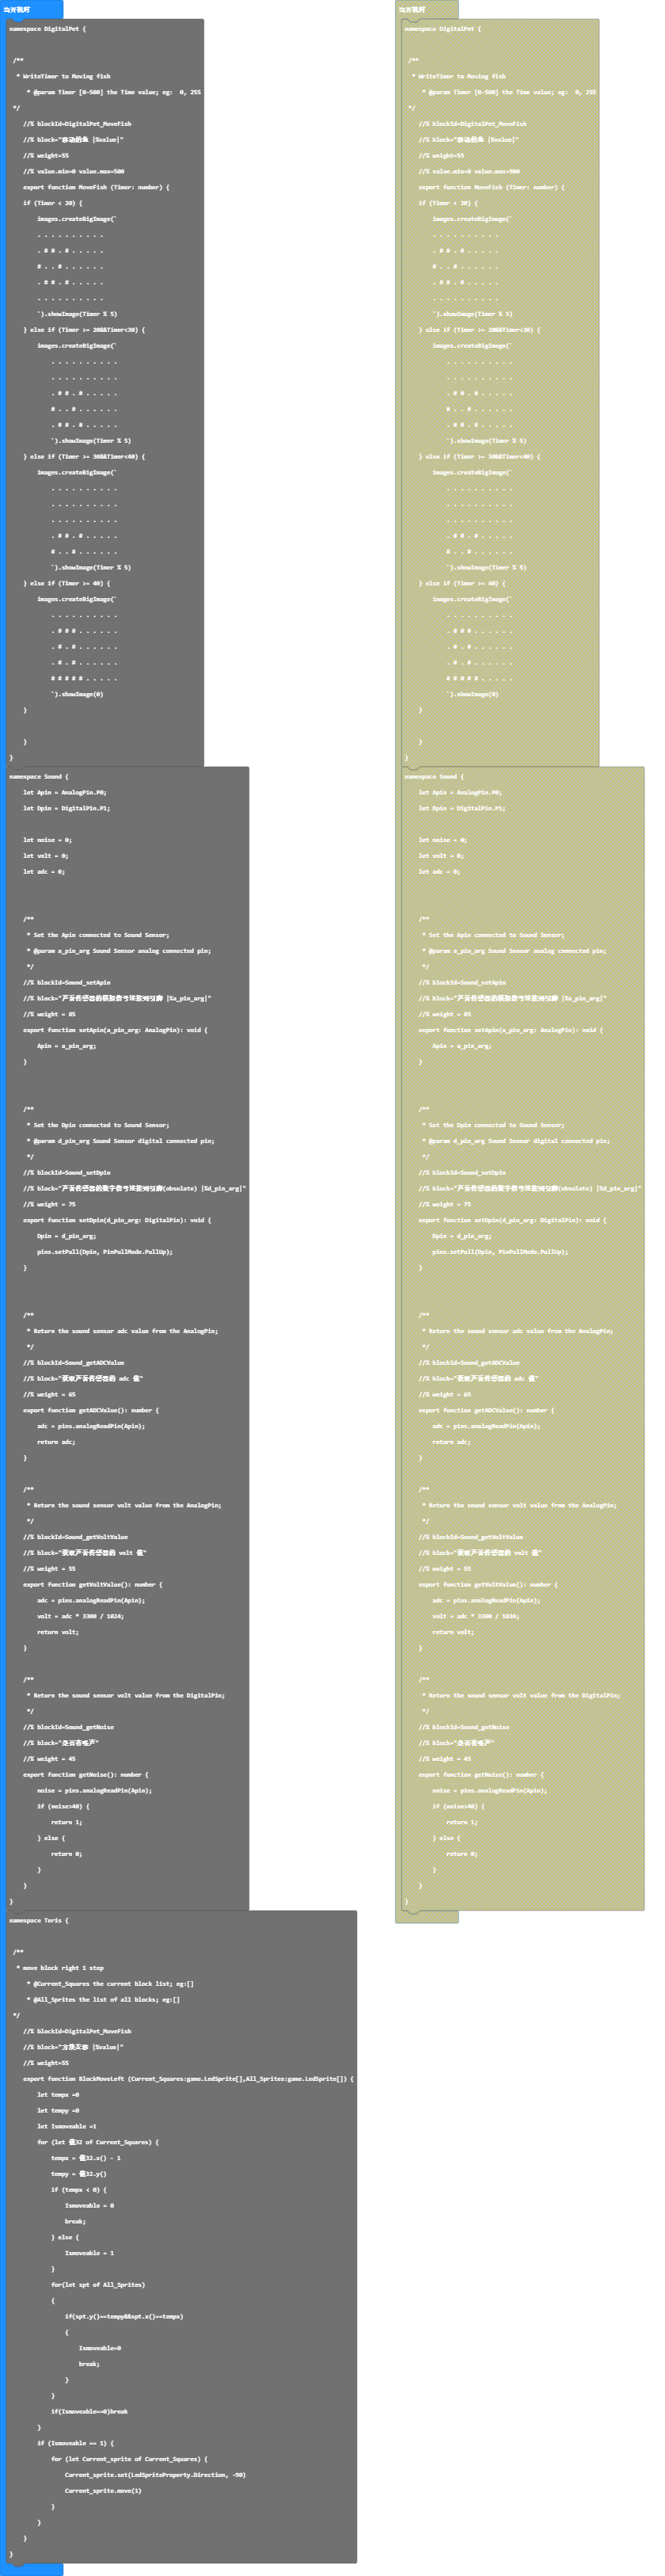 当开机时
namespace DigitalPet {
/**
* WriteTimer to Moving fish
* @param Timer [0-500] the Time value; eg:  0, 255
*/
//% blockId=DigitalPet_MoveFish
//% block="移动的鱼 |%value|"
//% weight=55
//% value.min=0 value.max=500
export function MoveFish (Timer: number) {
if (Timer < 20) {
images.createBigImage(`
. . . . . . . . . .
. # # . # . . . . .
# . . # . . . . . .
. # # . # . . . . .
. . . . . . . . . .
`).showImage(Timer % 5)
} else if (Timer >= 20&&Timer<30) {
images.createBigImage(`
. . . . . . . . . .
. . . . . . . . . .
. # # . # . . . . .
# . . # . . . . . .
. # # . # . . . . .
`).showImage(Timer % 5)
} else if (Timer >= 30&&Timer<40) {
images.createBigImage(`
. . . . . . . . . .
. . . . . . . . . .
. . . . . . . . . .
. # # . # . . . . .
# . . # . . . . . .
`).showImage(Timer % 5)
} else if (Timer >= 40) {
images.createBigImage(`
. . . . . . . . . .
. # # # . . . . . .
. # . # . . . . . .
. # . # . . . . . .
# # # # # . . . . .
`).showImage(0)
}
}
}
namespace Sound {
let Apin = AnalogPin.P0;
let Dpin = DigitalPin.P1;
let noise = 0;
let volt = 0;
let adc = 0;
/**
* Set the Apin connected to Sound Sensor;
* @param a_pin_arg Sound Sensor analog connected pin;
*/
//% blockId=Sound_setApin
//% block="声音传感器的模拟信号连接到引脚 |%a_pin_arg|"
//% weight = 85
export function setApin(a_pin_arg: AnalogPin): void {
Apin = a_pin_arg;
}
/**
* Set the Dpin connected to Sound Sensor;
* @param d_pin_arg Sound Sensor digital connected pin;
*/
//% blockId=Sound_setDpin
//% block="声音传感器的数字信号连接到引脚(obsolate) |%d_pin_arg|"
//% weight = 75
export function setDpin(d_pin_arg: DigitalPin): void {
Dpin = d_pin_arg;
pins.setPull(Dpin, PinPullMode.PullUp);
}
/**
* Return the sound sensor adc value from the AnalogPin;
*/
//% blockId=Sound_getADCValue
//% block="获取声音传感器的 adc 值"
//% weight = 65
export function getADCValue(): number {
adc = pins.analogReadPin(Apin);
return adc;
}
/**
* Return the sound sensor volt value from the AnalogPin;
*/
//% blockId=Sound_getVoltValue
//% block="获取声音传感器的 volt 值"
//% weight = 55
export function getVoltValue(): number {
adc = pins.analogReadPin(Apin);
volt = adc * 3300 / 1024;
return volt;
}
/**
* Return the sound sensor volt value from the DigitalPin;
*/
//% blockId=Sound_getNoise
//% block="是否有噪声"
//% weight = 45
export function getNoise(): number {
noise = pins.analogReadPin(Apin);
if (noise>40) {
return 1;
} else {
return 0;
}
}
}
namespace Teris {
/**
* move block right 1 step
* @Current_Squares the current block list; eg:[]
* @All_Sprites the list of all blocks; eg:[]
*/
//% blockId=DigitalPet_MoveFish
//% block="方块左移 |%value|"
//% weight=55
export function BlockMoveLeft (Current_Squares:game.LedSprite[],All_Sprites:game.LedSprite[]) {
let tempx =0
let tempy =0
let Ismoveable =1
for (let 值32 of Current_Squares) {
tempx = 值32.x() - 1
tempy = 值32.y()
if (tempx < 0) {
Ismoveable = 0
break;
} else {
Ismoveable = 1
}
for(let spt of All_Sprites)
{
if(spt.y()==tempy&&spt.x()==tempx)
{
Ismoveable=0
break;
}
}
if(Ismoveable==0)break
}
if (Ismoveable == 1) {
for (let Current_sprite of Current_Squares) {
Current_sprite.set(LedSpriteProperty.Direction, -90)
Current_sprite.move(1)
}
}
}
}
当开机时
namespace DigitalPet {
/**
* WriteTimer to Moving fish
* @param Timer [0-500] the Time value; eg:  0, 255
*/
//% blockId=DigitalPet_MoveFish
//% block="移动的鱼 |%value|"
//% weight=55
//% value.min=0 value.max=500
export function MoveFish (Timer: number) {
if (Timer < 20) {
images.createBigImage(`
. . . . . . . . . .
. # # . # . . . . .
# . . # . . . . . .
. # # . # . . . . .
. . . . . . . . . .
`).showImage(Timer % 5)
} else if (Timer >= 20&&Timer<30) {
images.createBigImage(`
. . . . . . . . . .
. . . . . . . . . .
. # # . # . . . . .
# . . # . . . . . .
. # # . # . . . . .
`).showImage(Timer % 5)
} else if (Timer >= 30&&Timer<40) {
images.createBigImage(`
. . . . . . . . . .
. . . . . . . . . .
. . . . . . . . . .
. # # . # . . . . .
# . . # . . . . . .
`).showImage(Timer % 5)
} else if (Timer >= 40) {
images.createBigImage(`
. . . . . . . . . .
. # # # . . . . . .
. # . # . . . . . .
. # . # . . . . . .
# # # # # . . . . .
`).showImage(0)
}
}
}
namespace Sound {
let Apin = AnalogPin.P0;
let Dpin = DigitalPin.P1;
let noise = 0;
let volt = 0;
let adc = 0;
/**
* Set the Apin connected to Sound Sensor;
* @param a_pin_arg Sound Sensor analog connected pin;
*/
//% blockId=Sound_setApin
//% block="声音传感器的模拟信号连接到引脚 |%a_pin_arg|"
//% weight = 85
export function setApin(a_pin_arg: AnalogPin): void {
Apin = a_pin_arg;
}
/**
* Set the Dpin connected to Sound Sensor;
* @param d_pin_arg Sound Sensor digital connected pin;
*/
//% blockId=Sound_setDpin
//% block="声音传感器的数字信号连接到引脚(obsolate) |%d_pin_arg|"
//% weight = 75
export function setDpin(d_pin_arg: DigitalPin): void {
Dpin = d_pin_arg;
pins.setPull(Dpin, PinPullMode.PullUp);
}
/**
* Return the sound sensor adc value from the AnalogPin;
*/
//% blockId=Sound_getADCValue
//% block="获取声音传感器的 adc 值"
//% weight = 65
export function getADCValue(): number {
adc = pins.analogReadPin(Apin);
return adc;
}
/**
* Return the sound sensor volt value from the AnalogPin;
*/
//% blockId=Sound_getVoltValue
//% block="获取声音传感器的 volt 值"
//% weight = 55
export function getVoltValue(): number {
adc = pins.analogReadPin(Apin);
volt = adc * 3300 / 1024;
return volt;
}
/**
* Return the sound sensor volt value from the DigitalPin;
*/
//% blockId=Sound_getNoise
//% block="是否有噪声"
//% weight = 45
export function getNoise(): number {
noise = pins.analogReadPin(Apin);
if (noise>40) {
return 1;
} else {
return 0;
}
}
}